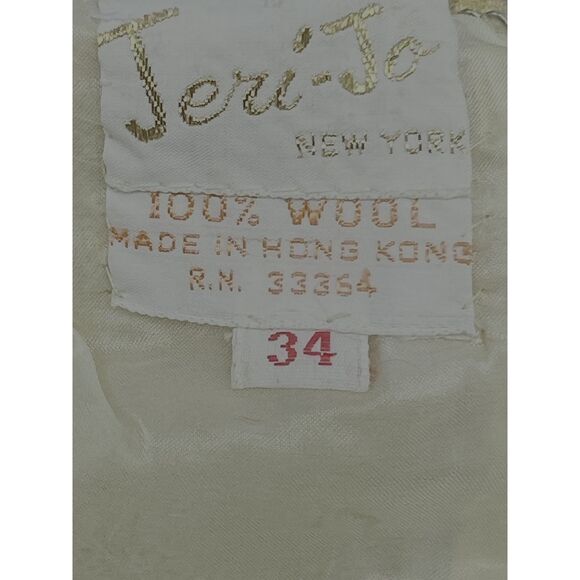 Jeri-Jo
NEW YORK
100% WOOL
MADE IN HONG KONG
R.N. 33364
34